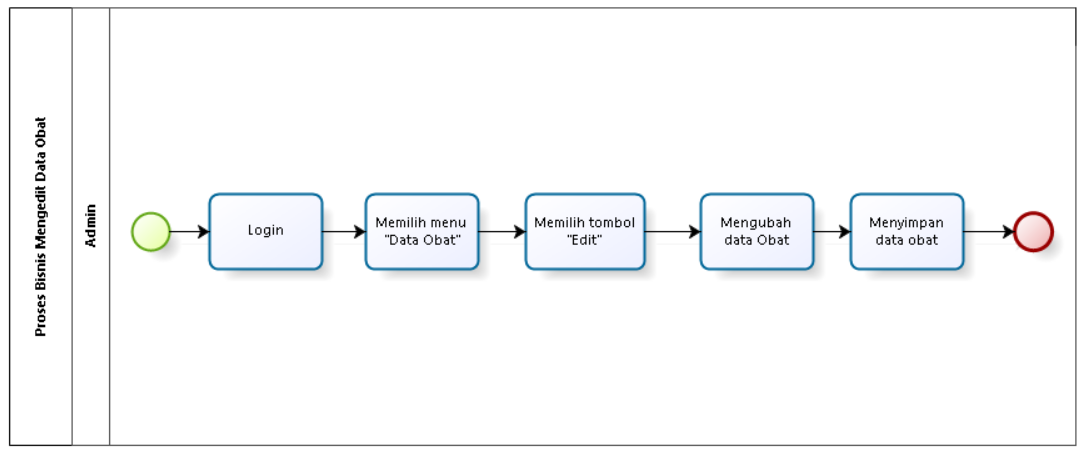 Proses Bisnis Mengedit Data Obat
Admin
Login
Memilih menu
"Data Obat"
Memilih tombol
"Edit"
Mengubah
data Obat
Menyimpan
data obat